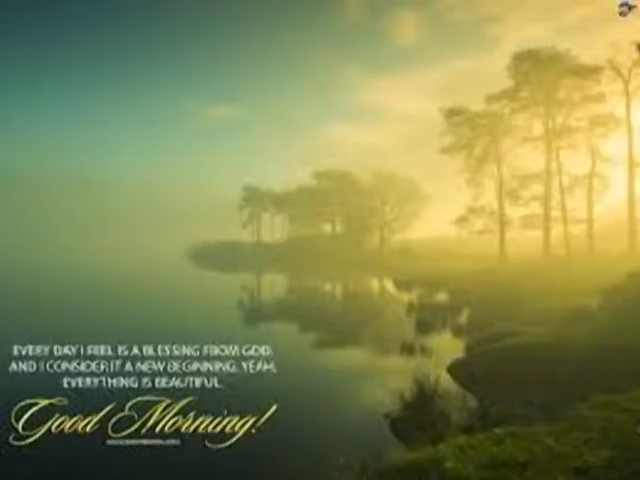 EVERY DAY I FEEL IS A BLESSING FROM GOD.
AND I CONSIDER IT A NEW BEGINNING. YEAH,
EVERYTHING IS BEAUTIFUL.
Good Morning!